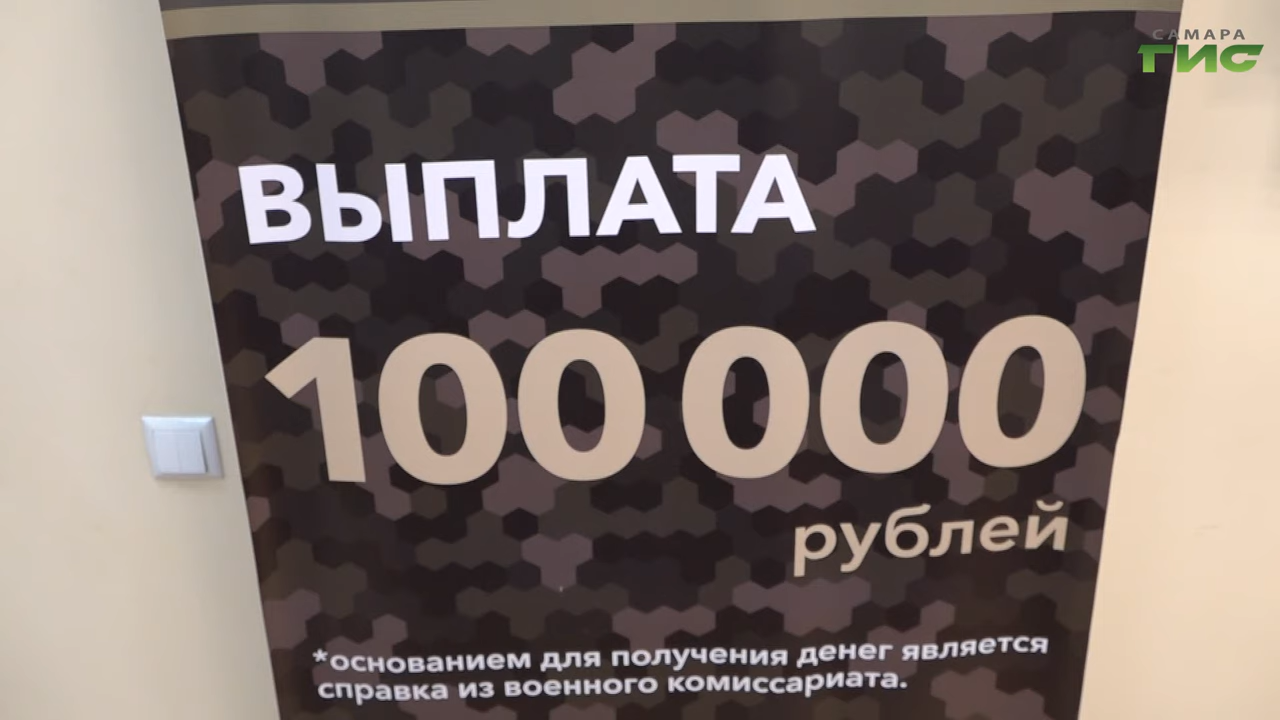 САМАРА
ГИС
ВЫПЛАТА
100 000
рублей
*основанием для получения денег является
справка из военного комиссариата.